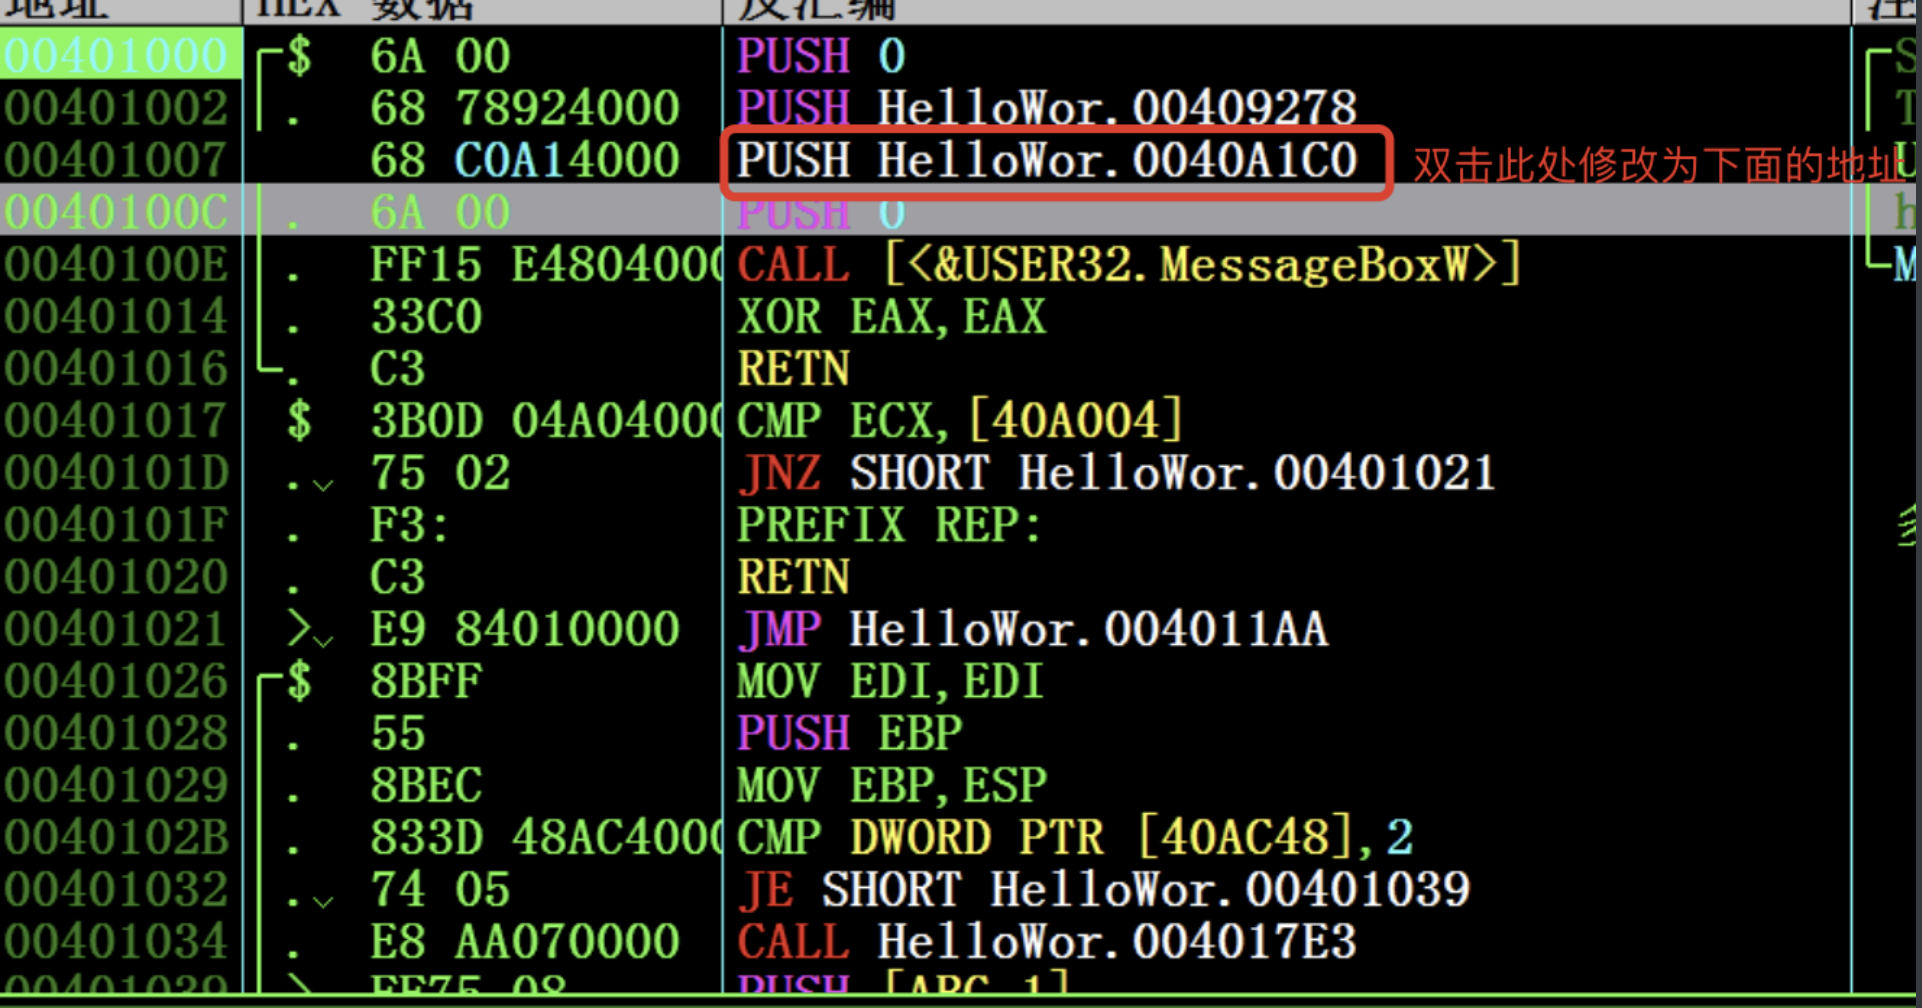 地址 HEX 数据 反汇编 注
00401000 $ 6A 00 PUSH 0 S
00401002 . 68 78924000 PUSH HelloWor.00409278 T
00401007 68 C0A14000 PUSH HelloWor.0040A1C0 双击此处修改为下面的地址
0040100C . 6A 00 PUSH 0 h
0040100E . FF15 E4804000 CALL [<&USER32.MessageBoxW>] M
00401014 . 33C0 XOR EAX,EAX
00401016 . C3 RETN
00401017 $ 3B0D 04A04000 CMP ECX,[40A004]
0040101D . 75 02 JNZ SHORT HelloWor.00401021
0040101F . F3: PREFIX REP:
00401020 . C3 RETN
00401021 > E9 84010000 JMP HelloWor.004011AA
00401026 $ 8BFF MOV EDI,EDI
00401028 . 55 PUSH EBP
00401029 . 8BEC MOV EBP,ESP
0040102B . 833D 48AC4000 CMP DWORD PTR [40AC48],2
00401032 . 74 05 JE SHORT HelloWor.00401039
00401034 . E8 AA070000 CALL HelloWor.004017E3
00401039 > FF75 08 PUSH [ARG.1]